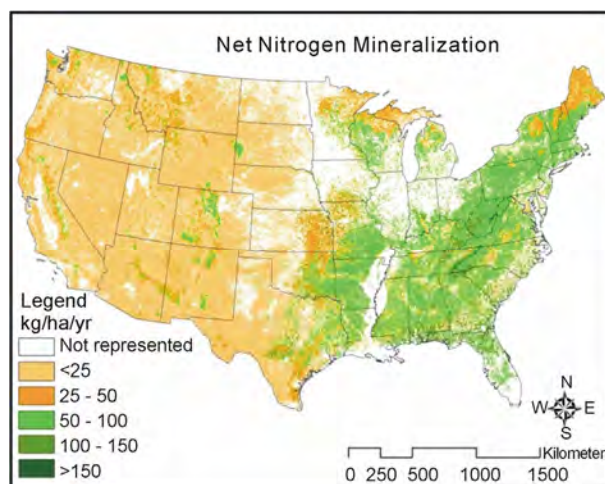 Net Nitrogen Mineralization
Legend
kg/ha/yr
Not represented
<25
25 - 50
50 - 100
100 - 150
>150
N
W E
S
Kilometer
0 250 500 1000 1500